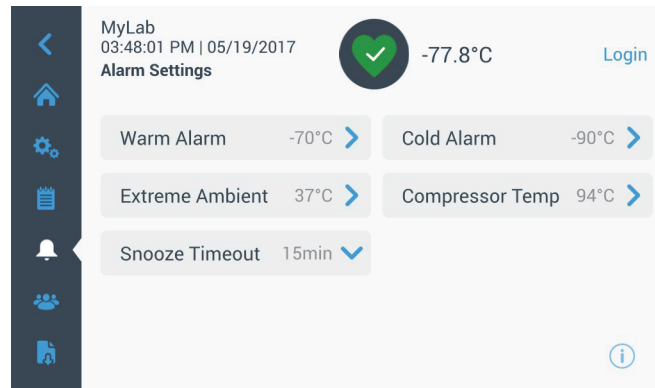 MyLab
03:48:01 PM | 05/19/2017
Alarm Settings
-77.8°C
Login
Warm Alarm -70°C
Cold Alarm -90°C
Extreme Ambient 37°C
Compressor Temp 94°C
Snooze Timeout 15min
i